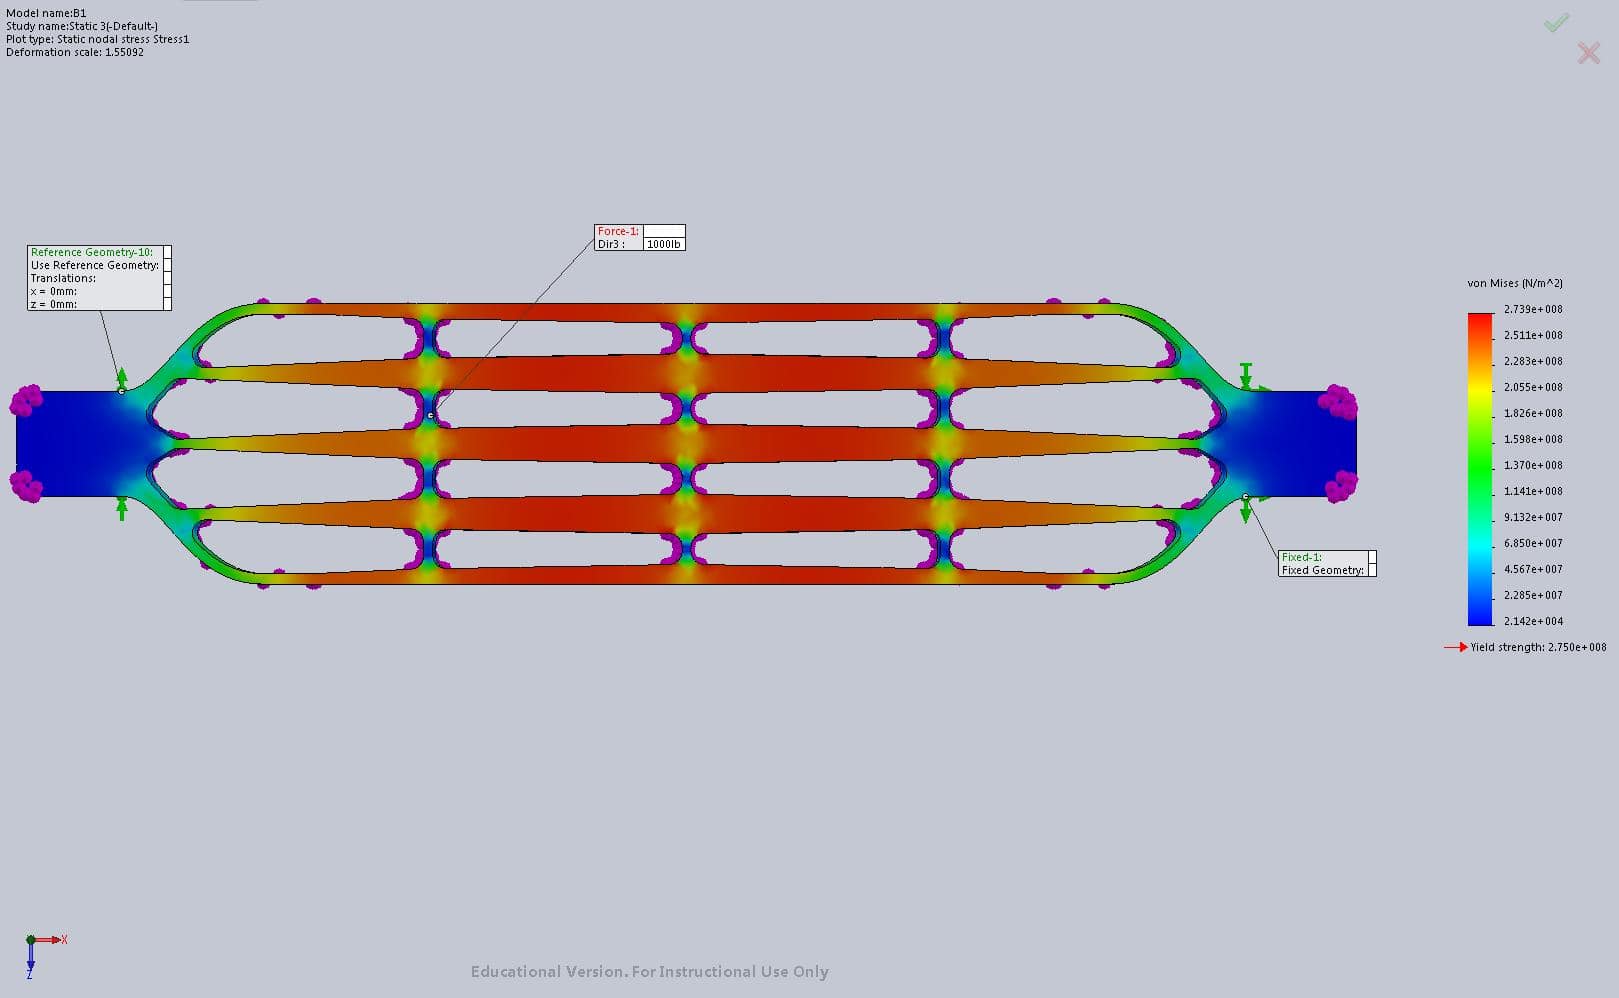 Model name:B1
Study name:Static 3(-Default-)
Plot type: Static nodal stress Stress1
Deformation scale: 1.55092
Force-1:
Dir3 : 1000lb
Reference Geometry-10:
Use Reference Geometry:
Translations:
x = 0mm:
z = 0mm:
von Mises (N/m^2)
2.739e+008
2.511e+008
2.283e+008
2.055e+008
1.826e+008
1.598e+008
1.370e+008
1.141e+008
9.132e+007
6.850e+007
4.567e+007
2.285e+007
2.142e+004
Yield strength: 2.750e+008
Fixed-1:
Fixed Geometry:
X
Z
Educational Version. For Instructional Use Only